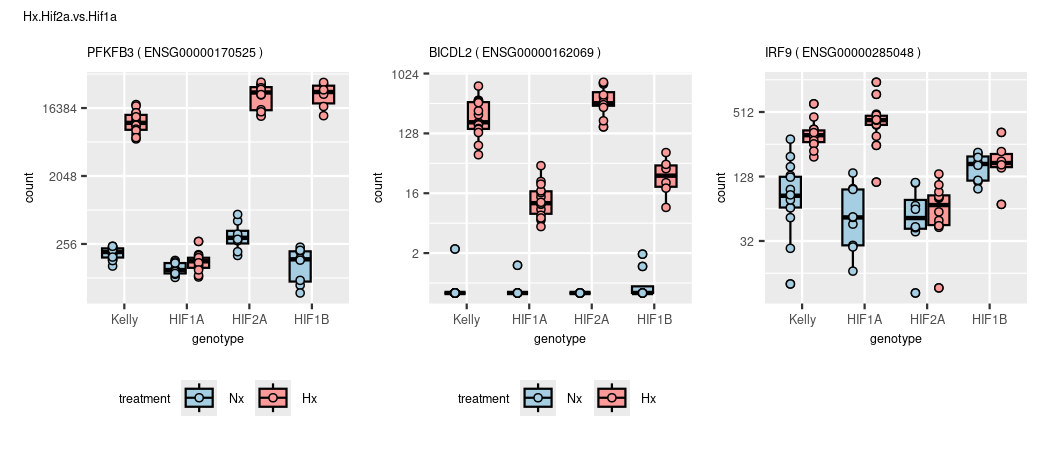 Hx.Hif2a.vs.Hif1a
PFKFB3 ( ENSG00000170525 )
count
16384
2048
256
Kelly HIF1A HIF2A HIF1B
genotype
BICDL2 ( ENSG00000162069 )
count
1024
128
16
2
Kelly HIF1A HIF2A HIF1B
genotype
IRF9 ( ENSG00000285048 )
count
512
128
32
Kelly HIF1A HIF2A HIF1B
genotype
treatment Nx Hx
treatment Nx Hx